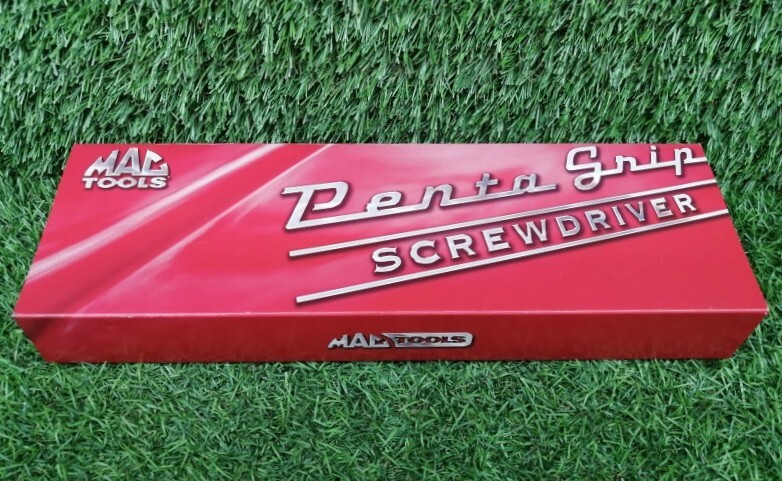 MAC
TOOLS
Penta Grip
SCREWDRIVER
MAC TOOLS